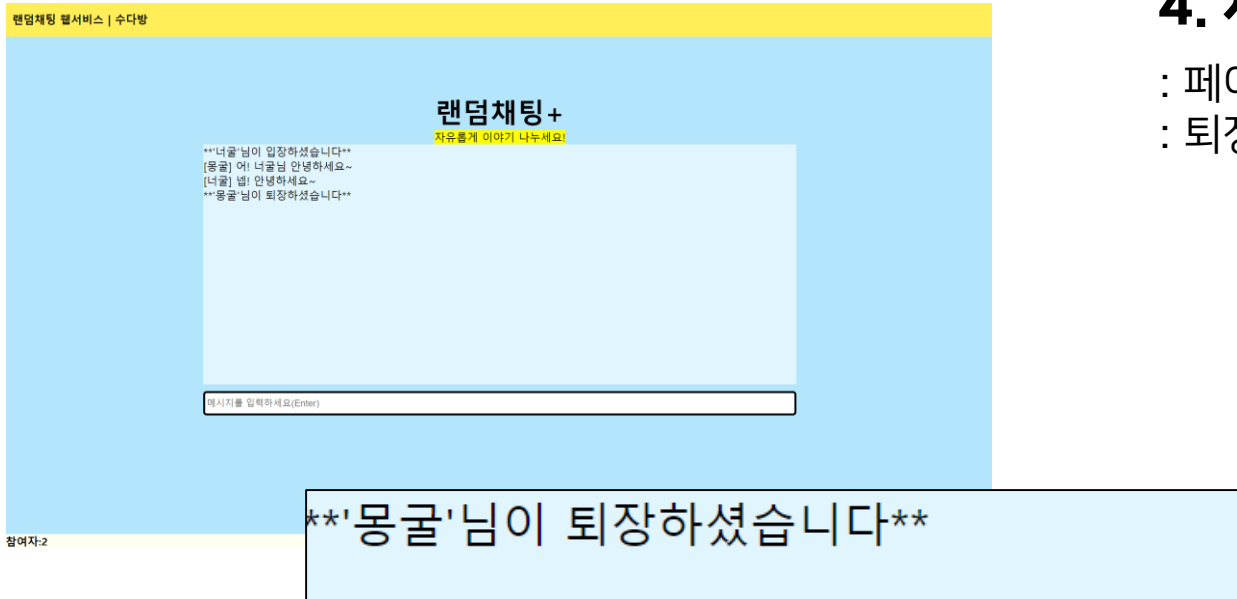 랜덤채팅 웹서비스 | 수다방
랜덤채팅+
자유롭게 이야기 나누세요!
**'너굴'님이 입장하셨습니다**
[몽굴] 어! 너굴님 안녕하세요~
[너굴] 넵! 안녕하세요~
**'몽굴'님이 퇴장하셨습니다**
메시지를 입력하세요(Enter)
참여자:2
**'몽굴'님이 퇴장하셨습니다**
4.
: 페
: 퇴